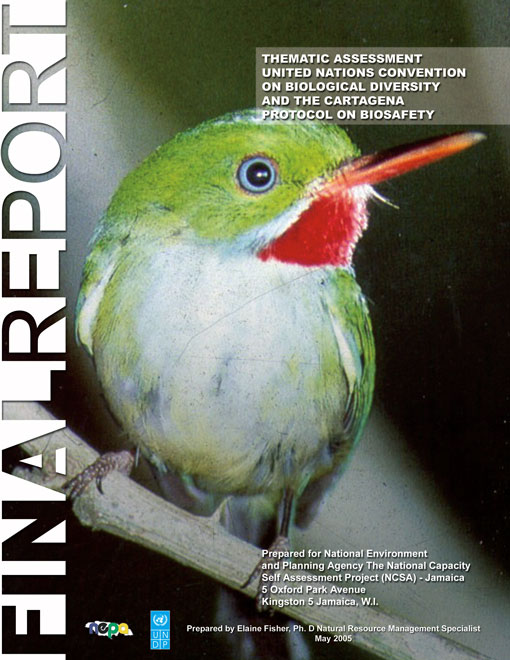 FINAL REPORT
THEMATIC ASSESSMENT
UNITED NATIONS CONVENTION
ON BIOLOGICAL DIVERSITY
AND THE CARTAGENA
PROTOCOL ON BIOSAFETY
Prepared for National Environment
and Planning Agency The National Capacity
Self Assessment Project (NCSA) - Jamaica
5 Oxford Park Avenue
Kingston 5 Jamaica, W.I.
nepa
UN
DP
Prepared by Elaine Fisher, Ph. D Natural Resource Management Specialist
May 2005